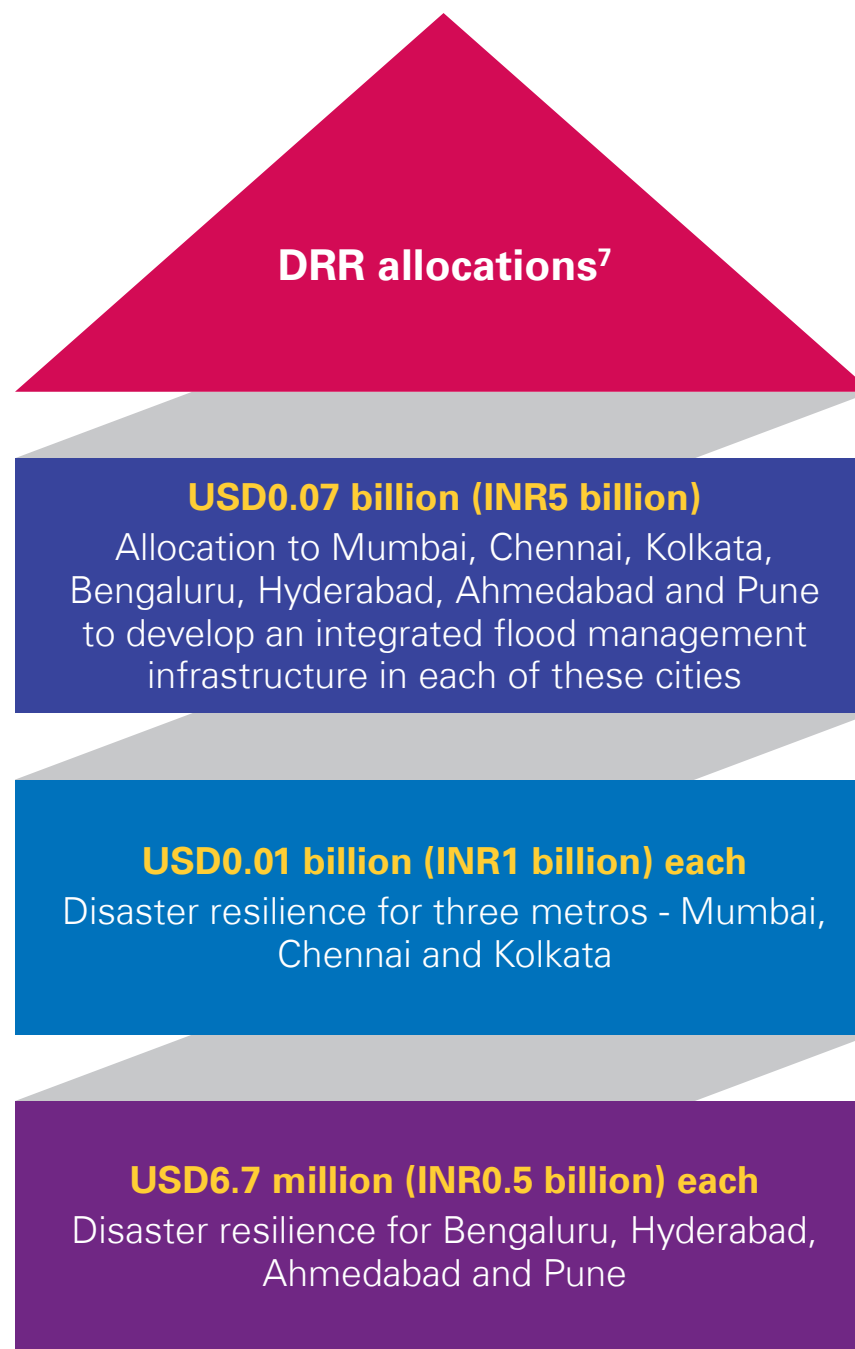 DRR allocations⁷
USD0.07 billion (INR5 billion)
Allocation to Mumbai, Chennai, Kolkata,
Bengaluru, Hyderabad, Ahmedabad and Pune
to develop an integrated flood management
infrastructure in each of these cities
USD0.01 billion (INR1 billion) each
Disaster resilience for three metros - Mumbai,
Chennai and Kolkata
USD6.7 million (INR0.5 billion) each
Disaster resilience for Bengaluru, Hyderabad,
Ahmedabad and Pune